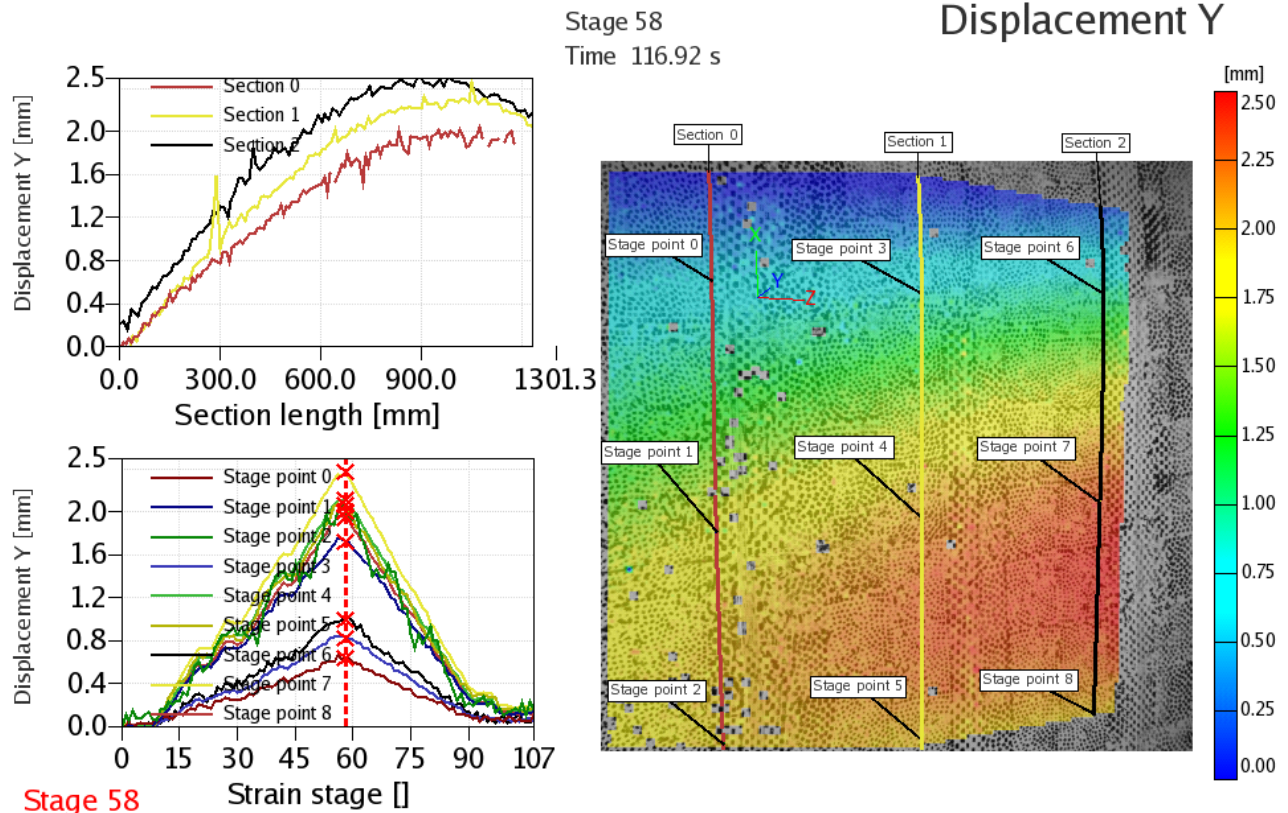 Stage 58
Time 116.92 s
Displacement Y
Displacement Y [mm]
2.5
2.0
1.6
1.2
0.8
0.4
0.0
Section 0
Section 1
Section 2
0.0 300.0 600.0 900.0 1301.3
Section length [mm]
Displacement Y [mm]
2.5
2.0
1.6
1.2
0.8
0.4
0.0
Stage point 0
Stage point 1
Stage point 2
Stage point 3
Stage point 4
Stage point 5
Stage point 6
Stage point 7
Stage point 8
0 15 30 45 60 75 90 107
Strain stage []
Stage 58
Section 0
Section 1
Section 2
Stage point 0
Stage point 3
Stage point 6
X
Y
Z
Stage point 1
Stage point 4
Stage point 7
Stage point 2
Stage point 5
Stage point 8
[mm]
2.50
2.25
2.00
1.75
1.50
1.25
1.00
0.75
0.50
0.25
0.00